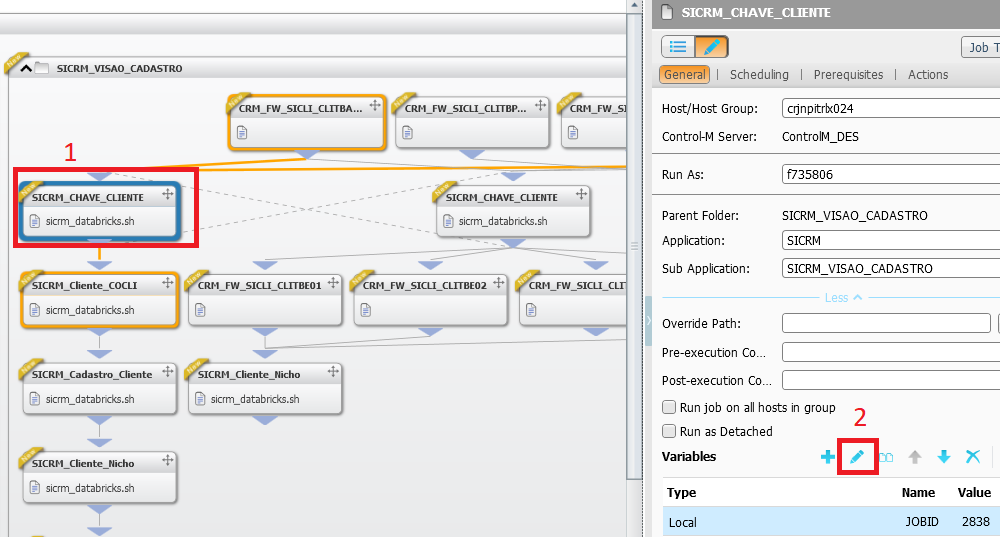 SICRM_VISAO_CADASTRO
CRM_FW_SICLI_CLITBA...
CRM_FW_SICLI_CLITBP...
CRM_FW_SI
1
SICRM_CHAVE_CLIENTE
sicrm_databricks.sh
SICRM_CHAVE_CLIENTE
sicrm_databricks.sh
SICRM_Cliente_COCLI
sicrm_databricks.sh
CRM_FW_SICLI_CLITBE01
CRM_FW_SICLI_CLITBE02
CRM_FW_SICLI_CLIT
SICRM_Cadastro_Cliente
sicrm_databricks.sh
SICRM_Cliente_Nicho
sicrm_databricks.sh
SICRM_Cliente_Nicho
sicrm_databricks.sh
SICRM_CHAVE_CLIENTE
Job T
General | Scheduling | Prerequisites | Actions
Host/Host Group: crjnpitrlx024
Control-M Server: ControlM_DES
Run As: f735806
Parent Folder: SICRM_VISAO_CADASTRO
Application: SICRM
Sub Application: SICRM_VISAO_CADASTRO
Less
Override Path:
Pre-execution Co...
Post-execution Co...
Run job on all hosts in group
Run as Detached
2
Variables
Type Name Value
Local JOBID 2838